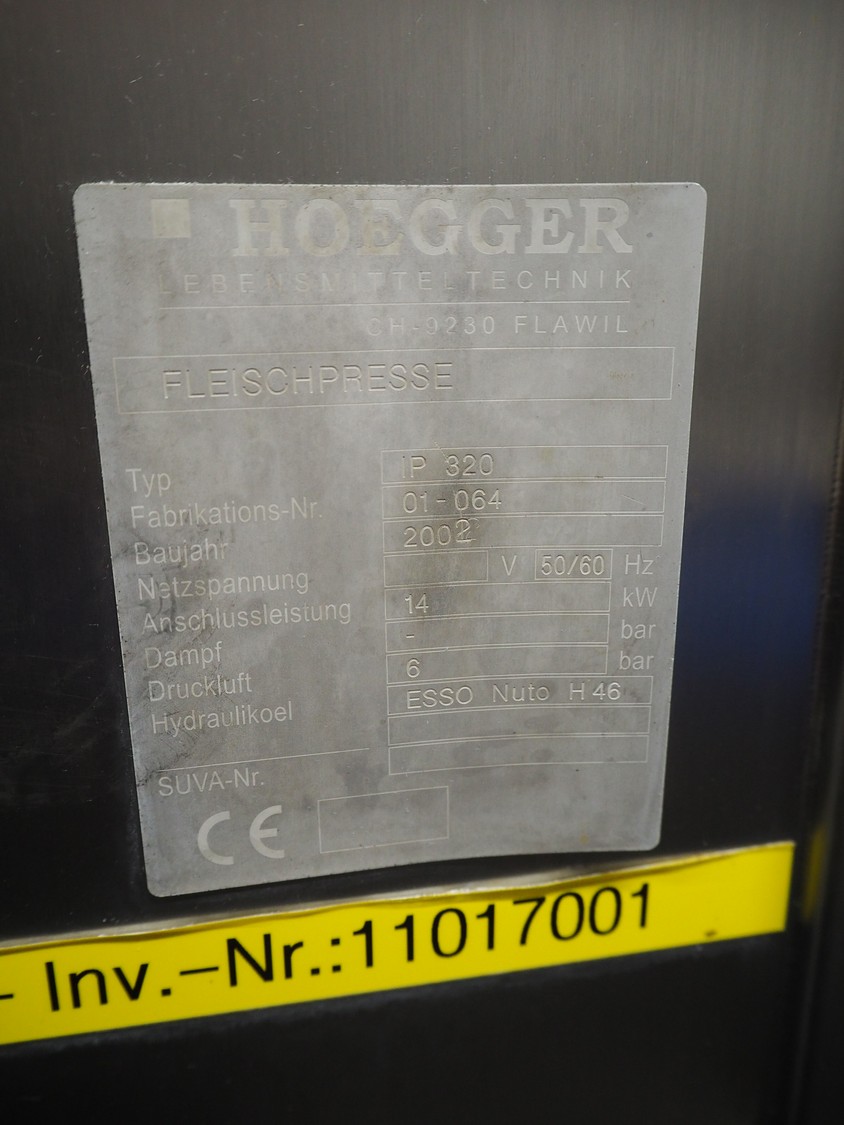 HOEGGER
LEBENSMITTELTECHNIK
CH-9230 FLAWIL
FLEISCHPRESSE
Typ IP 320
Fabrikations-Nr. 01-064
Baujahr 2002
Netzspannung V 50/60 Hz
Anschlussleistung 14 kW
Dampf - bar
Druckluft 6 bar
Hydraulikoel ESSO Nuto H 46
SUVA-Nr.
CE
- Inv.-Nr.:11017001